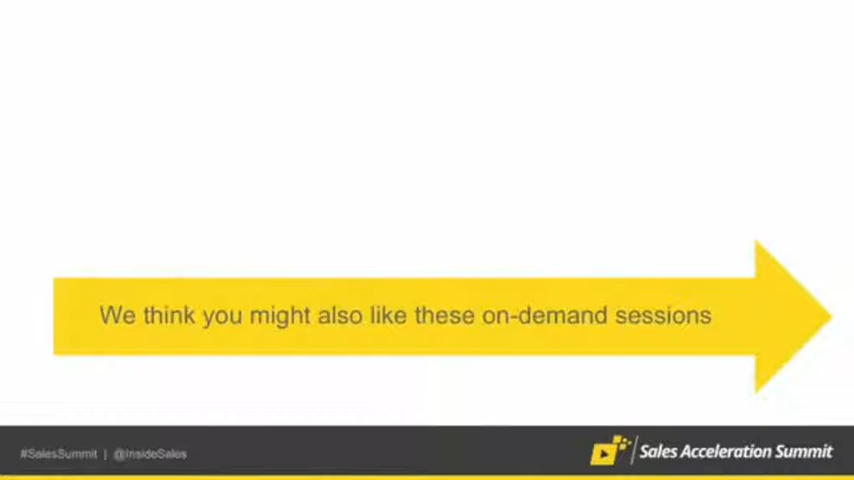 We think you might also like these on-demand sessions
#SalesSummit | @InsideSales
Sales Acceleration Summit